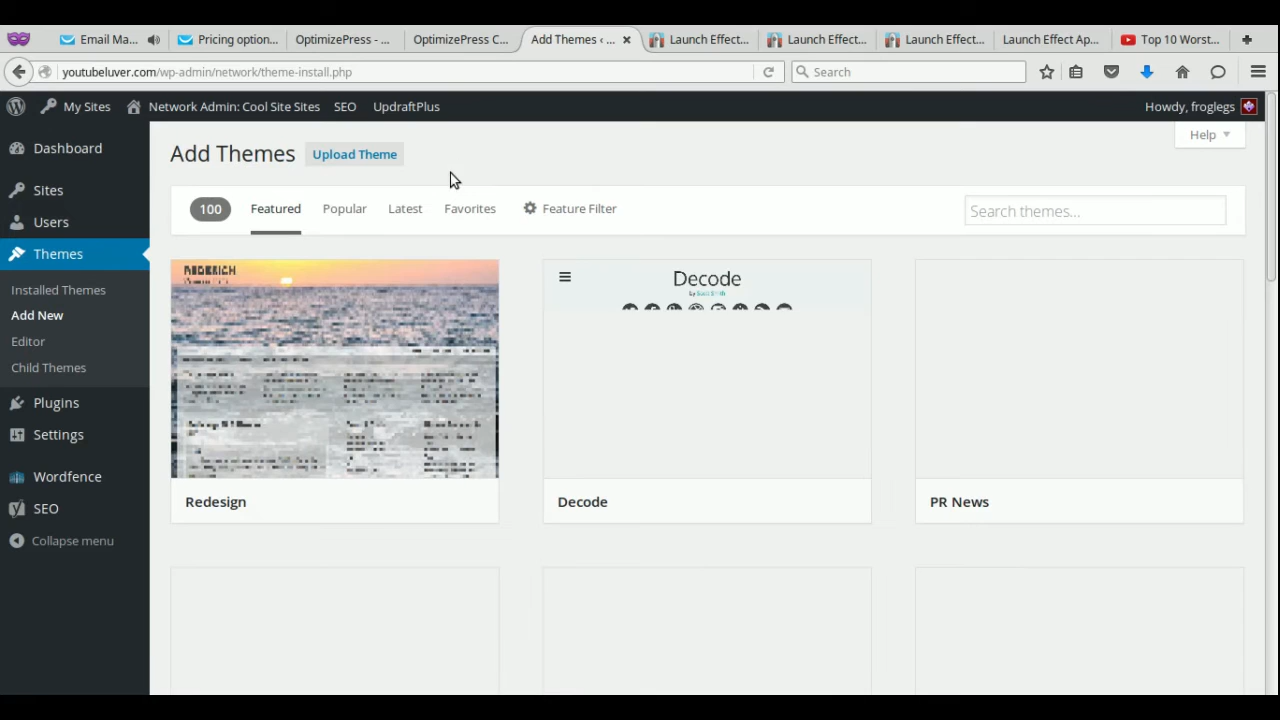 Email Ma...
Pricing option...
OptimizePress - ...
OptimizePress C...
Add Themes ‹ ...
Launch Effect...
Launch Effect...
Launch Effect...
Launch Effect Ap...
Top 10 Worst...
youtubeluver.com/wp-admin/network/theme-install.php
Search
My Sites
Network Admin: Cool Site Sites
SEO
UpdraftPlus
Howdy, froglegs
Help
Dashboard
Sites
Users
Themes
Installed Themes
Add New
Editor
Child Themes
Plugins
Settings
Wordfence
SEO
Collapse menu
Add Themes
Upload Theme
100
Featured
Popular
Latest
Favorites
Feature Filter
Search themes...
Decode
by Scott Smith
Redesign
Decode
PR News